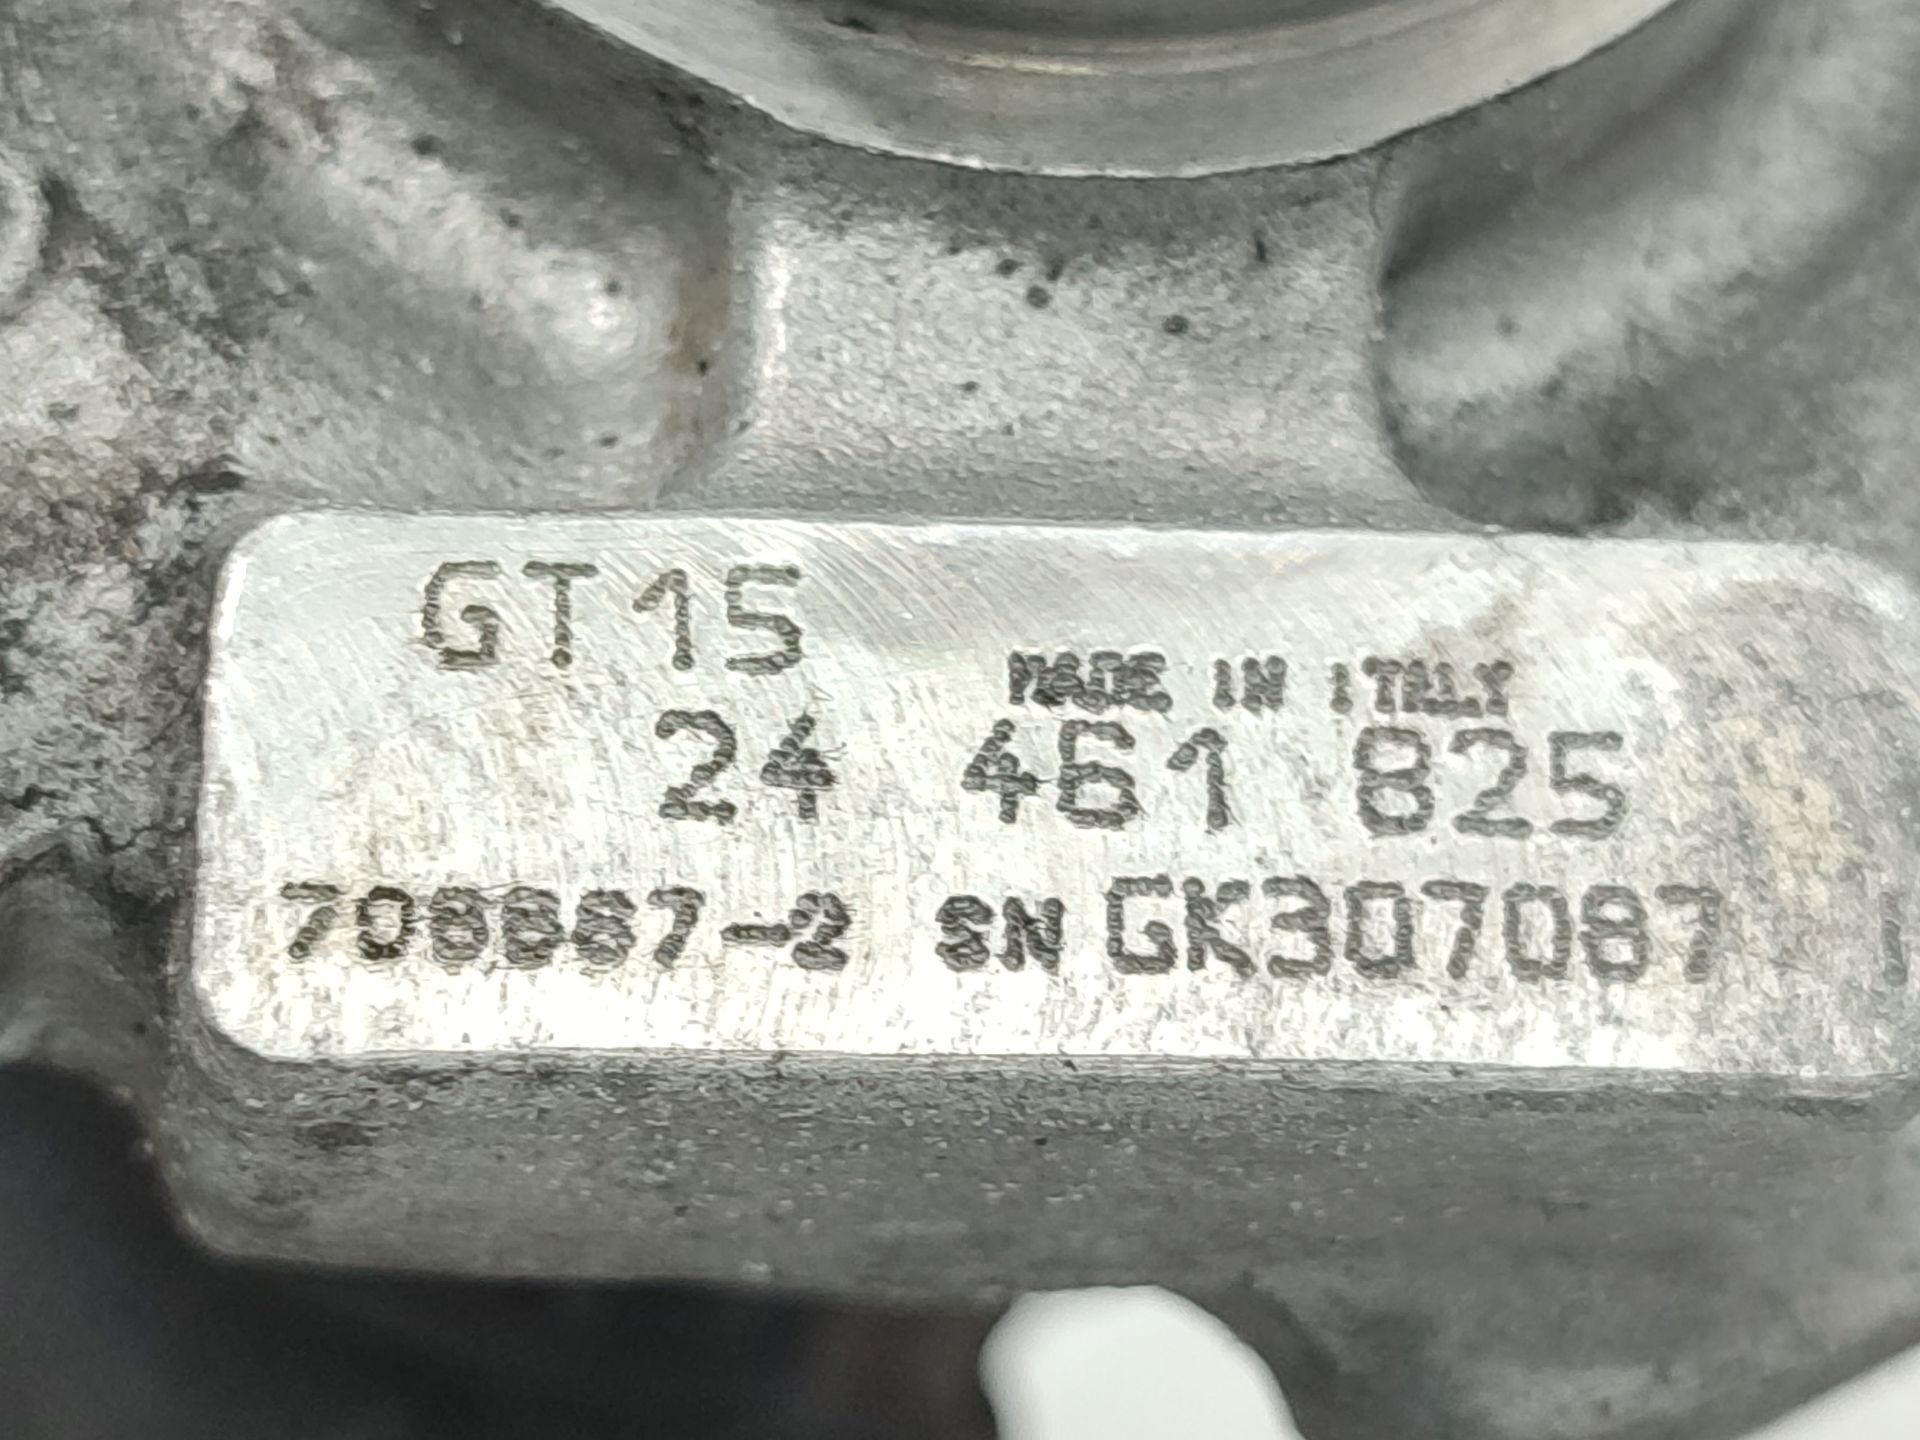 GT15
MADE IN ITALY
24 461 825
708867-2 SN GK307087